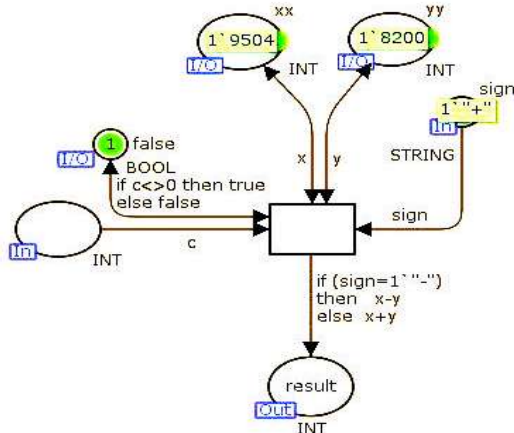 xx
yy
1`9504
1`8200
I/O
INT
I/O
INT
sign
1`"+"
In
STRING
1
false
I/O
BOOL
if c<>0 then true
else false
x
y
sign
In
INT
c
if (sign=1`"-")
then x-y
else x+y
result
Out
INT